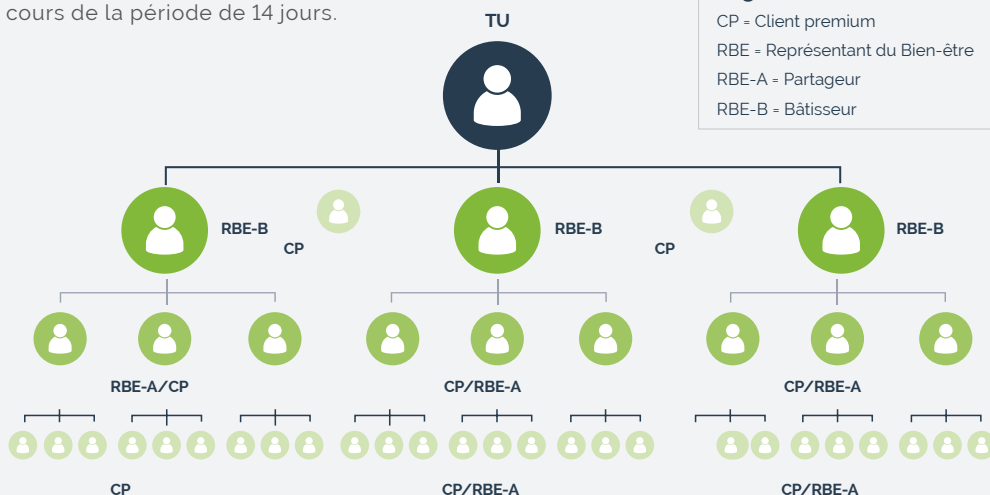 cours de la période de 14 jours.
TU
CP = Client premium
RBE = Représentant du Bien-être
RBE-A = Partageur
RBE-B = Bâtisseur
RBE-B
CP
RBE-B
CP
RBE-B
RBE-A/CP
CP/RBE-A
CP/RBE-A
CP
CP/RBE-A
CP/RBE-A